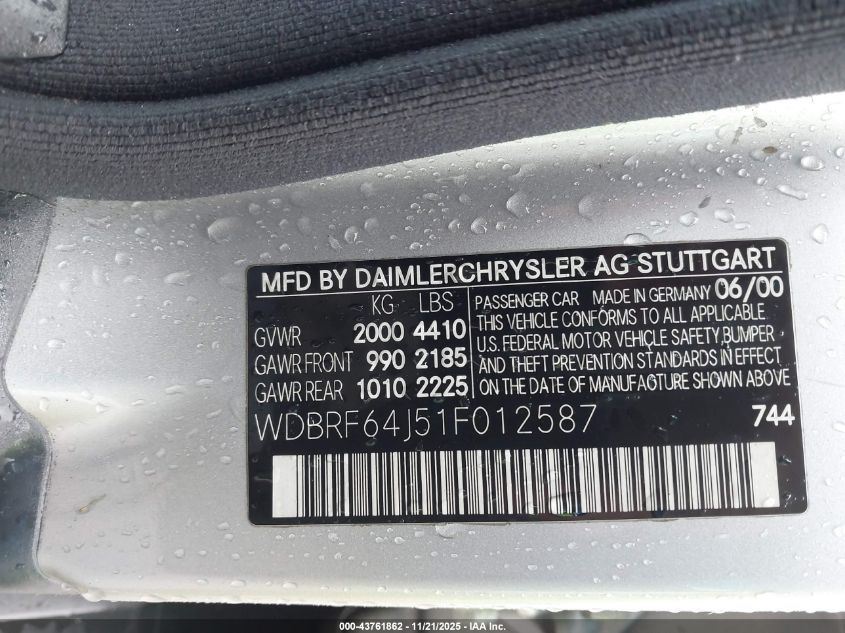 MFD BY DAIMLERCHRYSLER AG STUTTGART
KG LBS
GVWR 2000 4410
GAWR FRONT 990 2185
GAWR REAR 1010 2225
PASSENGER CAR MADE IN GERMANY 06/00
THIS VEHICLE CONFORMS TO ALL APPLICABLE
U.S. FEDERAL MOTOR VEHICLE SAFETY, BUMPER
AND THEFT PREVENTION STANDARDS IN EFFECT
ON THE DATE OF MANUFACTURE SHOWN ABOVE
WDBRF64J51F012587 744
000-43761862 - 11/21/2025 - IAA Inc.